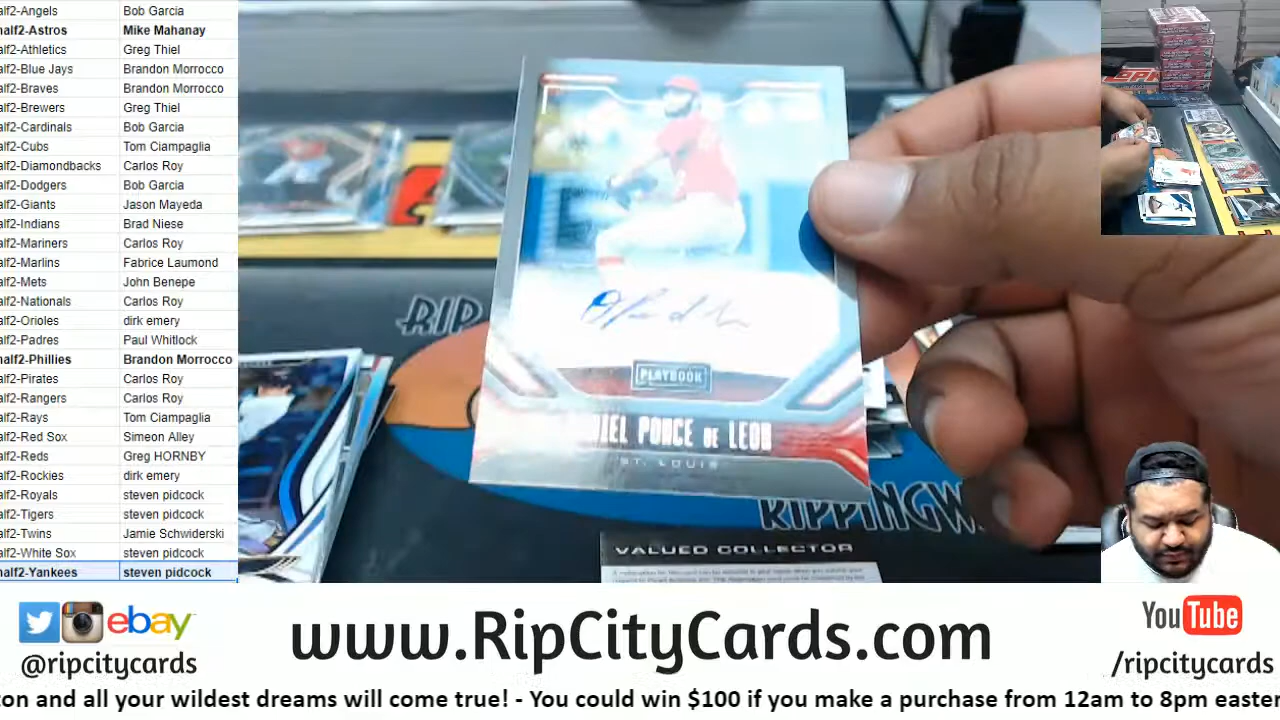 alf2-Angels Bob Garcia
half2-Astros Mike Mahanay
alf2-Athletics Greg Thiel
alf2-Blue Jays Brandon Morrocco
alf2-Braves Brandon Morrocco
alf2-Brewers Greg Thiel
alf2-Cardinals Bob Garcia
alf2-Cubs Tom Ciampaglia
alf2-Diamondbacks Carlos Roy
alf2-Dodgers Bob Garcia
alf2-Giants Jason Mayeda
alf2-Indians Brad Niese
alf2-Mariners Carlos Roy
alf2-Marlins Fabrice Laumond
alf2-Mets John Benepe
alf2-Nationals Carlos Roy
alf2-Orioles dirk emery
alf2-Padres Paul Whitlock
half2-Phillies Brandon Morrocco
alf2-Pirates Carlos Roy
alf2-Rangers Carlos Roy
alf2-Rays Tom Ciampaglia
alf2-Red Sox Simeon Alley
alf2-Reds Greg HORNBY
alf2-Rockies dirk emery
alf2-Royals steven pidcock
alf2-Tigers steven pidcock
alf2-Twins Jamie Schwiderski
alf2-White Sox steven pidcock
half2-Yankees steven pidcock
PLAYBOOK
NIEL PONCE DE LEON
ST. LOUIS
RIP
RIPPINGW
VALUED COLLECTOR
ebay
@ripcitycards
www.RipCityCards.com
YouTube
/ripcitycards
ton and all your wildest dreams will come true! - You could win $100 if you make a purchase from 12am to 8pm easter